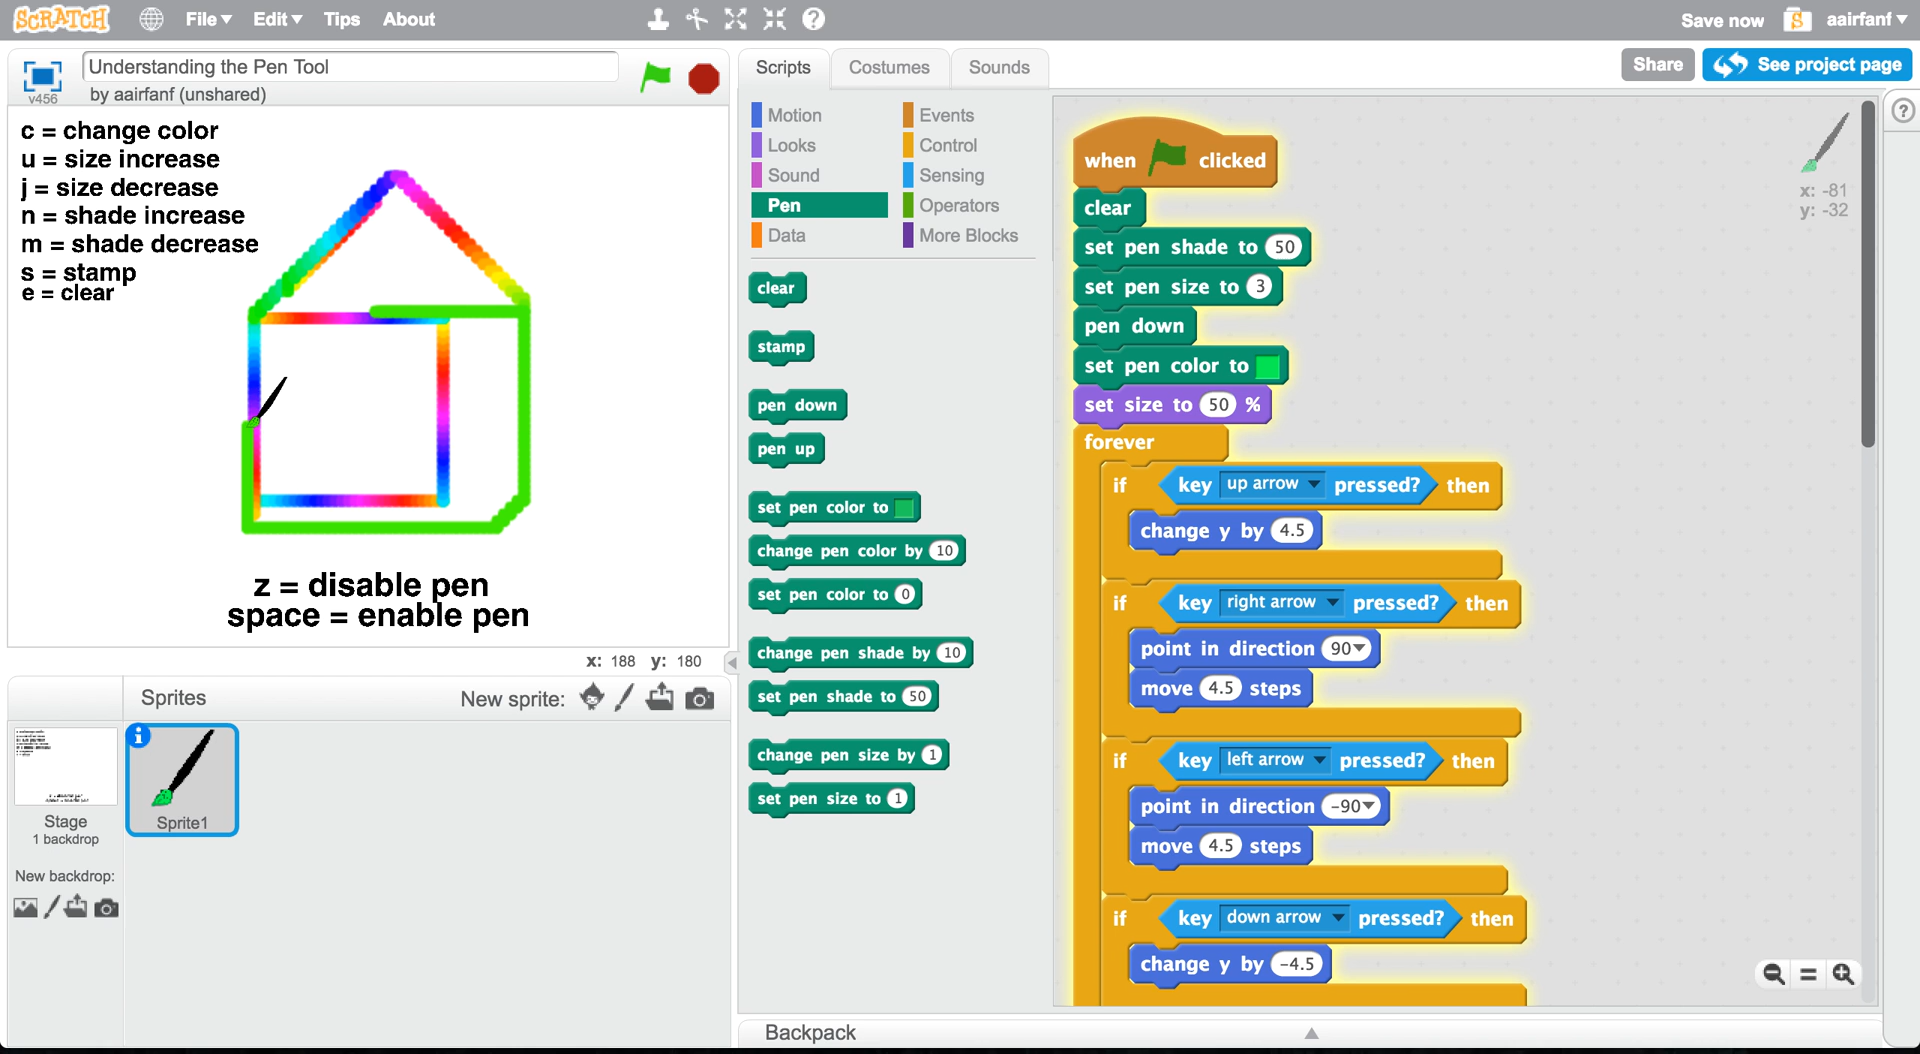 SCRATCH File Edit Tips About Save now aairfanf
Understanding the Pen Tool
by aairfanf (unshared)
v456
c = change color
u = size increase
j = size decrease
n = shade increase
m = shade decrease
s = stamp
e = clear
z = disable pen
space = enable pen
x: 188 y: 180
Sprites New sprite:
Stage
1 backdrop
Sprite1
New backdrop:
Scripts Costumes Sounds
Share See project page
Motion Events
Looks Control
Sound Sensing
Pen Operators
Data More Blocks
clear
stamp
pen down
pen up
set pen color to
change pen color by 10
set pen color to 0
change pen shade by 10
set pen shade to 50
change pen size by 1
set pen size to 1
when clicked
clear
set pen shade to 50
set pen size to 3
pen down
set pen color to
set size to 50 %
forever
if key up arrow pressed? then
change y by 4.5
if key right arrow pressed? then
point in direction 90
move 4.5 steps
if key left arrow pressed? then
point in direction -90
move 4.5 steps
if key down arrow pressed? then
change y by -4.5
x: -81
y: -32
Backpack